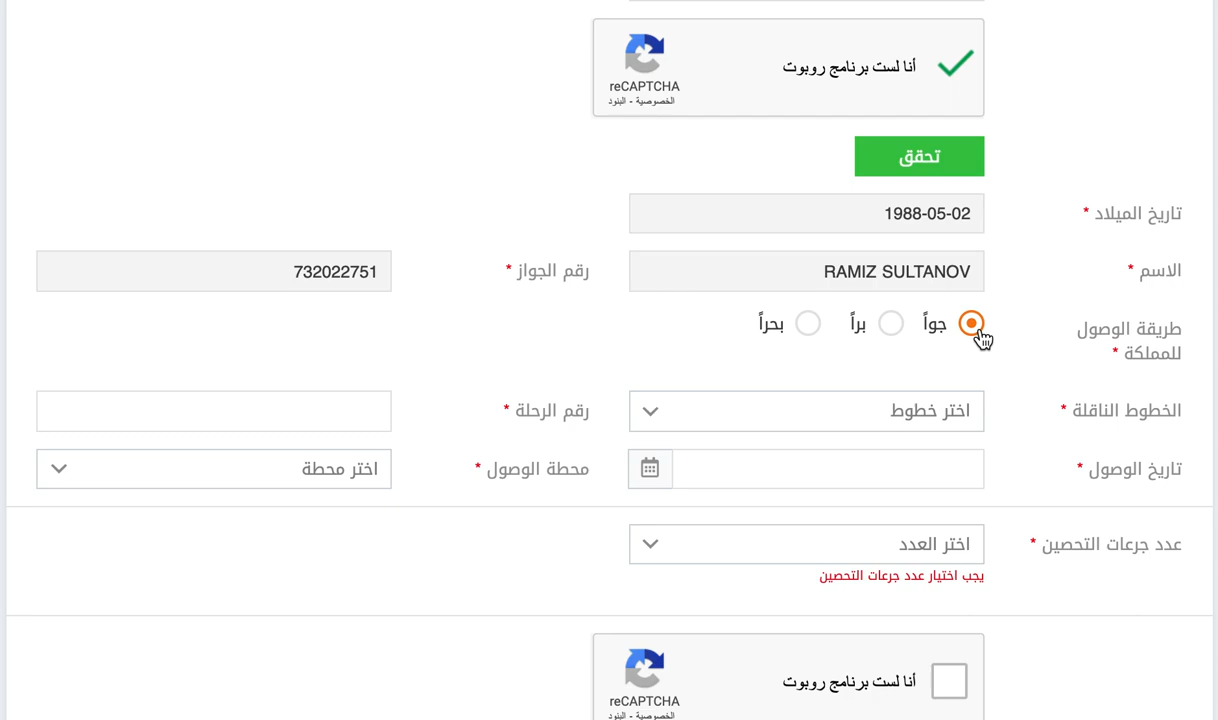 أنا لست برنامج روبوت
reCAPTCHA
الخصوصية - البنود
تحقق
تاريخ الميلاد *
1988-05-02
الاسم *
RAMIZ SULTANOV
رقم الجواز *
732022751
طريقة الوصول
للمملكة *
جواً
براً
بحراً
الخطوط الناقلة *
اختر خطوط
رقم الرحلة *
تاريخ الوصول *
محطة الوصول *
اختر محطة
عدد جرعات التحصين *
اختر العدد
يجب اختيار عدد جرعات التحصين
أنا لست برنامج روبوت
reCAPTCHA
الخصوصية - البنود